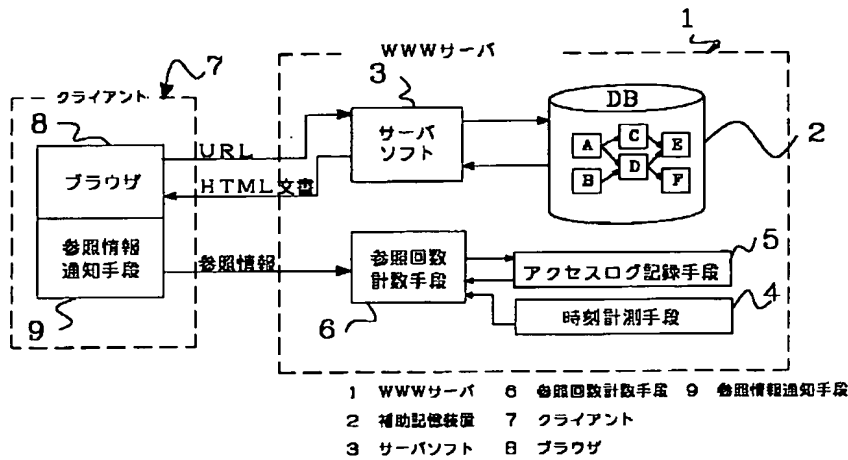 1
WWWサーバ
7
クライアント
3
8
サーバ
ソフト
DB
A
C
E
B
D
F
2
URL
ブラウザ
HTML文書
参照情報
通知手段
参照情報
参照回数
計数手段
5
アクセスログ記録手段
4
時刻計測手段
6
9
1 WWWサーバ 6 参照回数計数手段 9 参照情報通知手段
2 補助記憶装置 7 クライアント
3 サーバソフト 8 ブラウザ